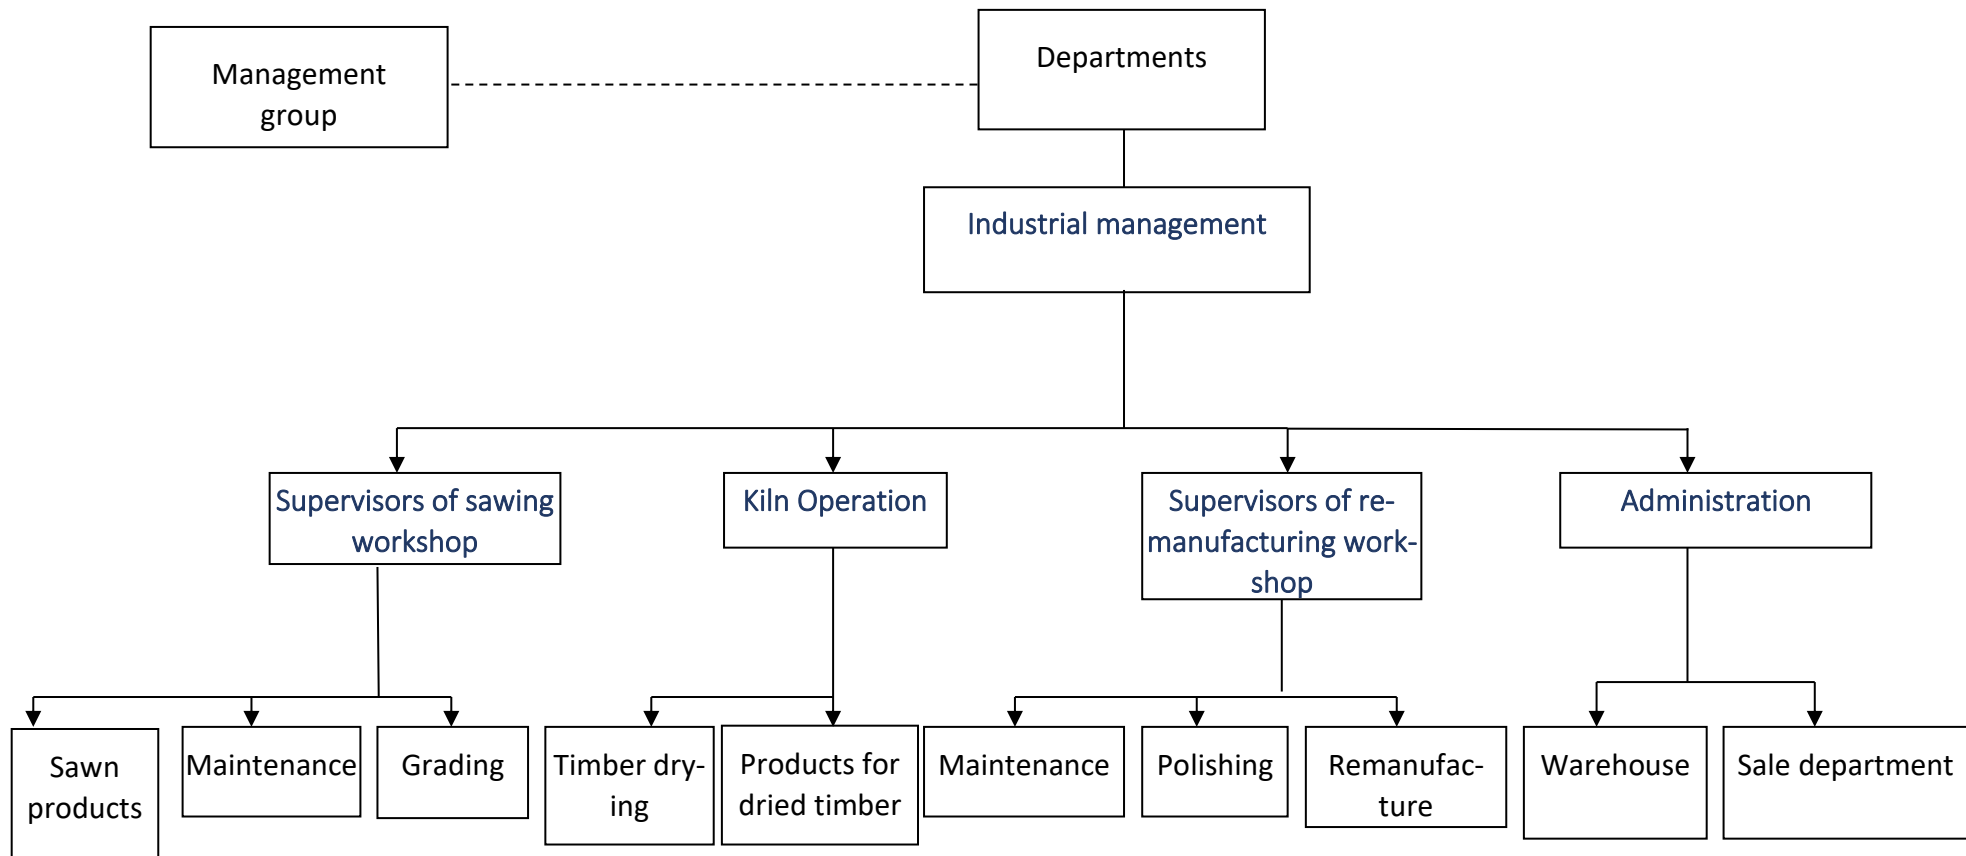 Management
group
Departments
Industrial management
Supervisors of sawing
workshop
Kiln Operation
Supervisors of re-
manufacturing work-
shop
Administration
Sawn
products
Maintenance
Grading
Timber dry-
ing
Products for
dried timber
Maintenance
Polishing
Remanufac-
ture
Warehouse
Sale department